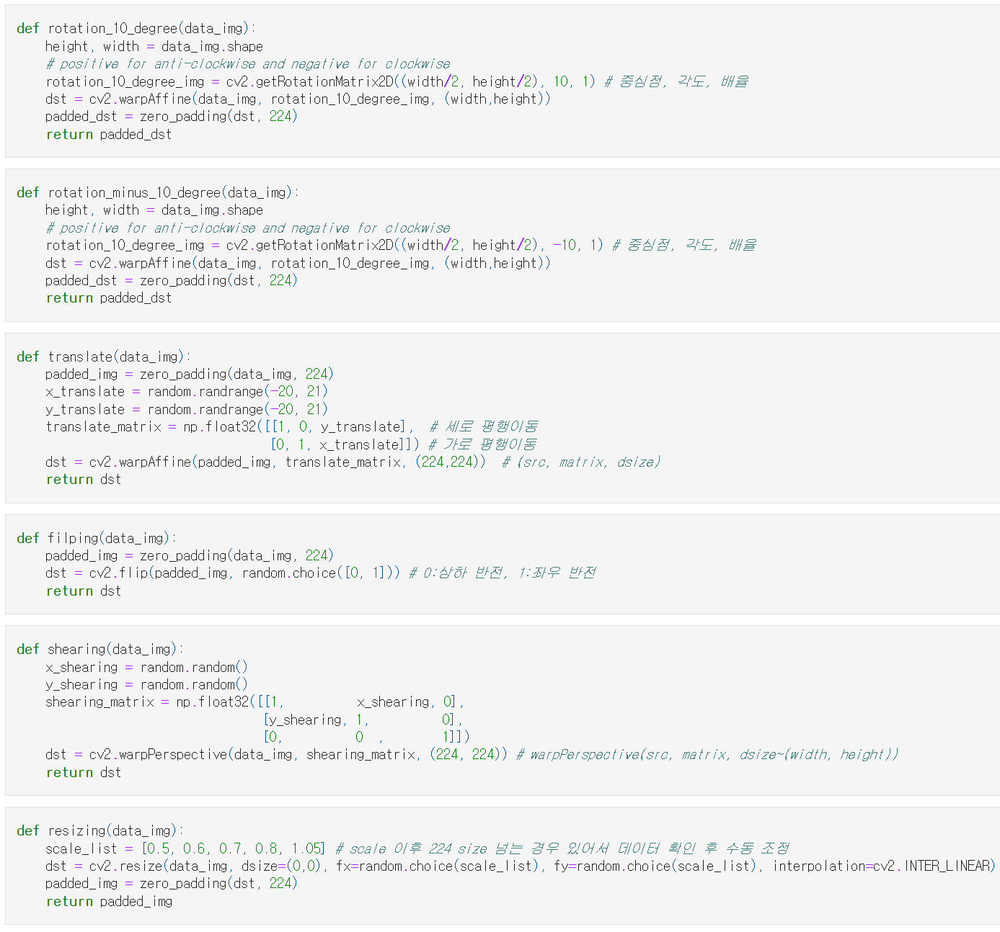 def rotation_10_degree(data_img):
    height, width = data_img.shape
    # positive for anti-clockwise and negative for clockwise
    rotation_10_degree_img = cv2.getRotationMatrix2D((width/2, height/2), 10, 1) # 중심점, 각도, 배율
    dst = cv2.warpAffine(data_img, rotation_10_degree_img, (width,height))
    padded_dst = zero_padding(dst, 224)
    return padded_dst
def rotation_minus_10_degree(data_img):
    height, width = data_img.shape
    # positive for anti-clockwise and negative for clockwise
    rotation_10_degree_img = cv2.getRotationMatrix2D((width/2, height/2), -10, 1) # 중심점, 각도, 배율
    dst = cv2.warpAffine(data_img, rotation_10_degree_img, (width,height))
    padded_dst = zero_padding(dst, 224)
    return padded_dst
def translate(data_img):
    padded_img = zero_padding(data_img, 224)
    x_translate = random.randrange(-20, 21)
    y_translate = random.randrange(-20, 21)
    translate_matrix = np.float32([[1, 0, y_translate],  # 세로 평행이동
                                   [0, 1, x_translate]]) # 가로 평행이동
    dst = cv2.warpAffine(padded_img, translate_matrix, (224,224))  # (src, matrix, dsize)
    return dst
def filping(data_img):
    padded_img = zero_padding(data_img, 224)
    dst = cv2.flip(padded_img, random.choice([0, 1])) # 0:상하 반전, 1:좌우 반전
    return dst
def shearing(data_img):
    x_shearing = random.random()
    y_shearing = random.random()
    shearing_matrix = np.float32([[1,          x_shearing, 0],
                                  [y_shearing, 1,          0],
                                  [0,          0  ,        1]])
    dst = cv2.warpPerspective(data_img, shearing_matrix, (224, 224)) # warpPerspective(src, matrix, dsize~(width, height))
    return dst
def resizing(data_img):
    scale_list = [0.5, 0.6, 0.7, 0.8, 1.05] # scale 이후 224 size 넘는 경우 있어서 데이터 확인 후 수동 조정
    dst = cv2.resize(data_img, dsize=(0,0), fx=random.choice(scale_list), fy=random.choice(scale_list), interpolation=cv2.INTER_LINEAR)
    padded_img = zero_padding(dst, 224)
    return padded_img